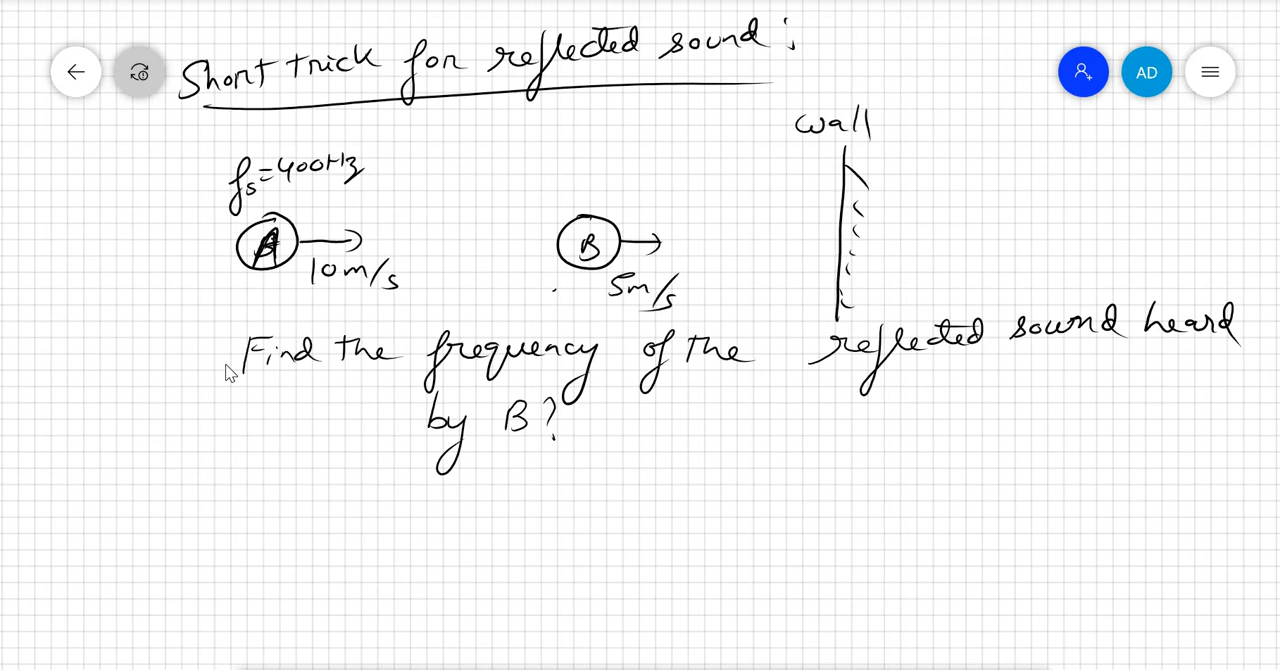 Short trick for reflected sound:
AD
wall
fs=400Hz
A
B
10m/s
5m/s
Find the frequency of the reflected sound heard
by B?